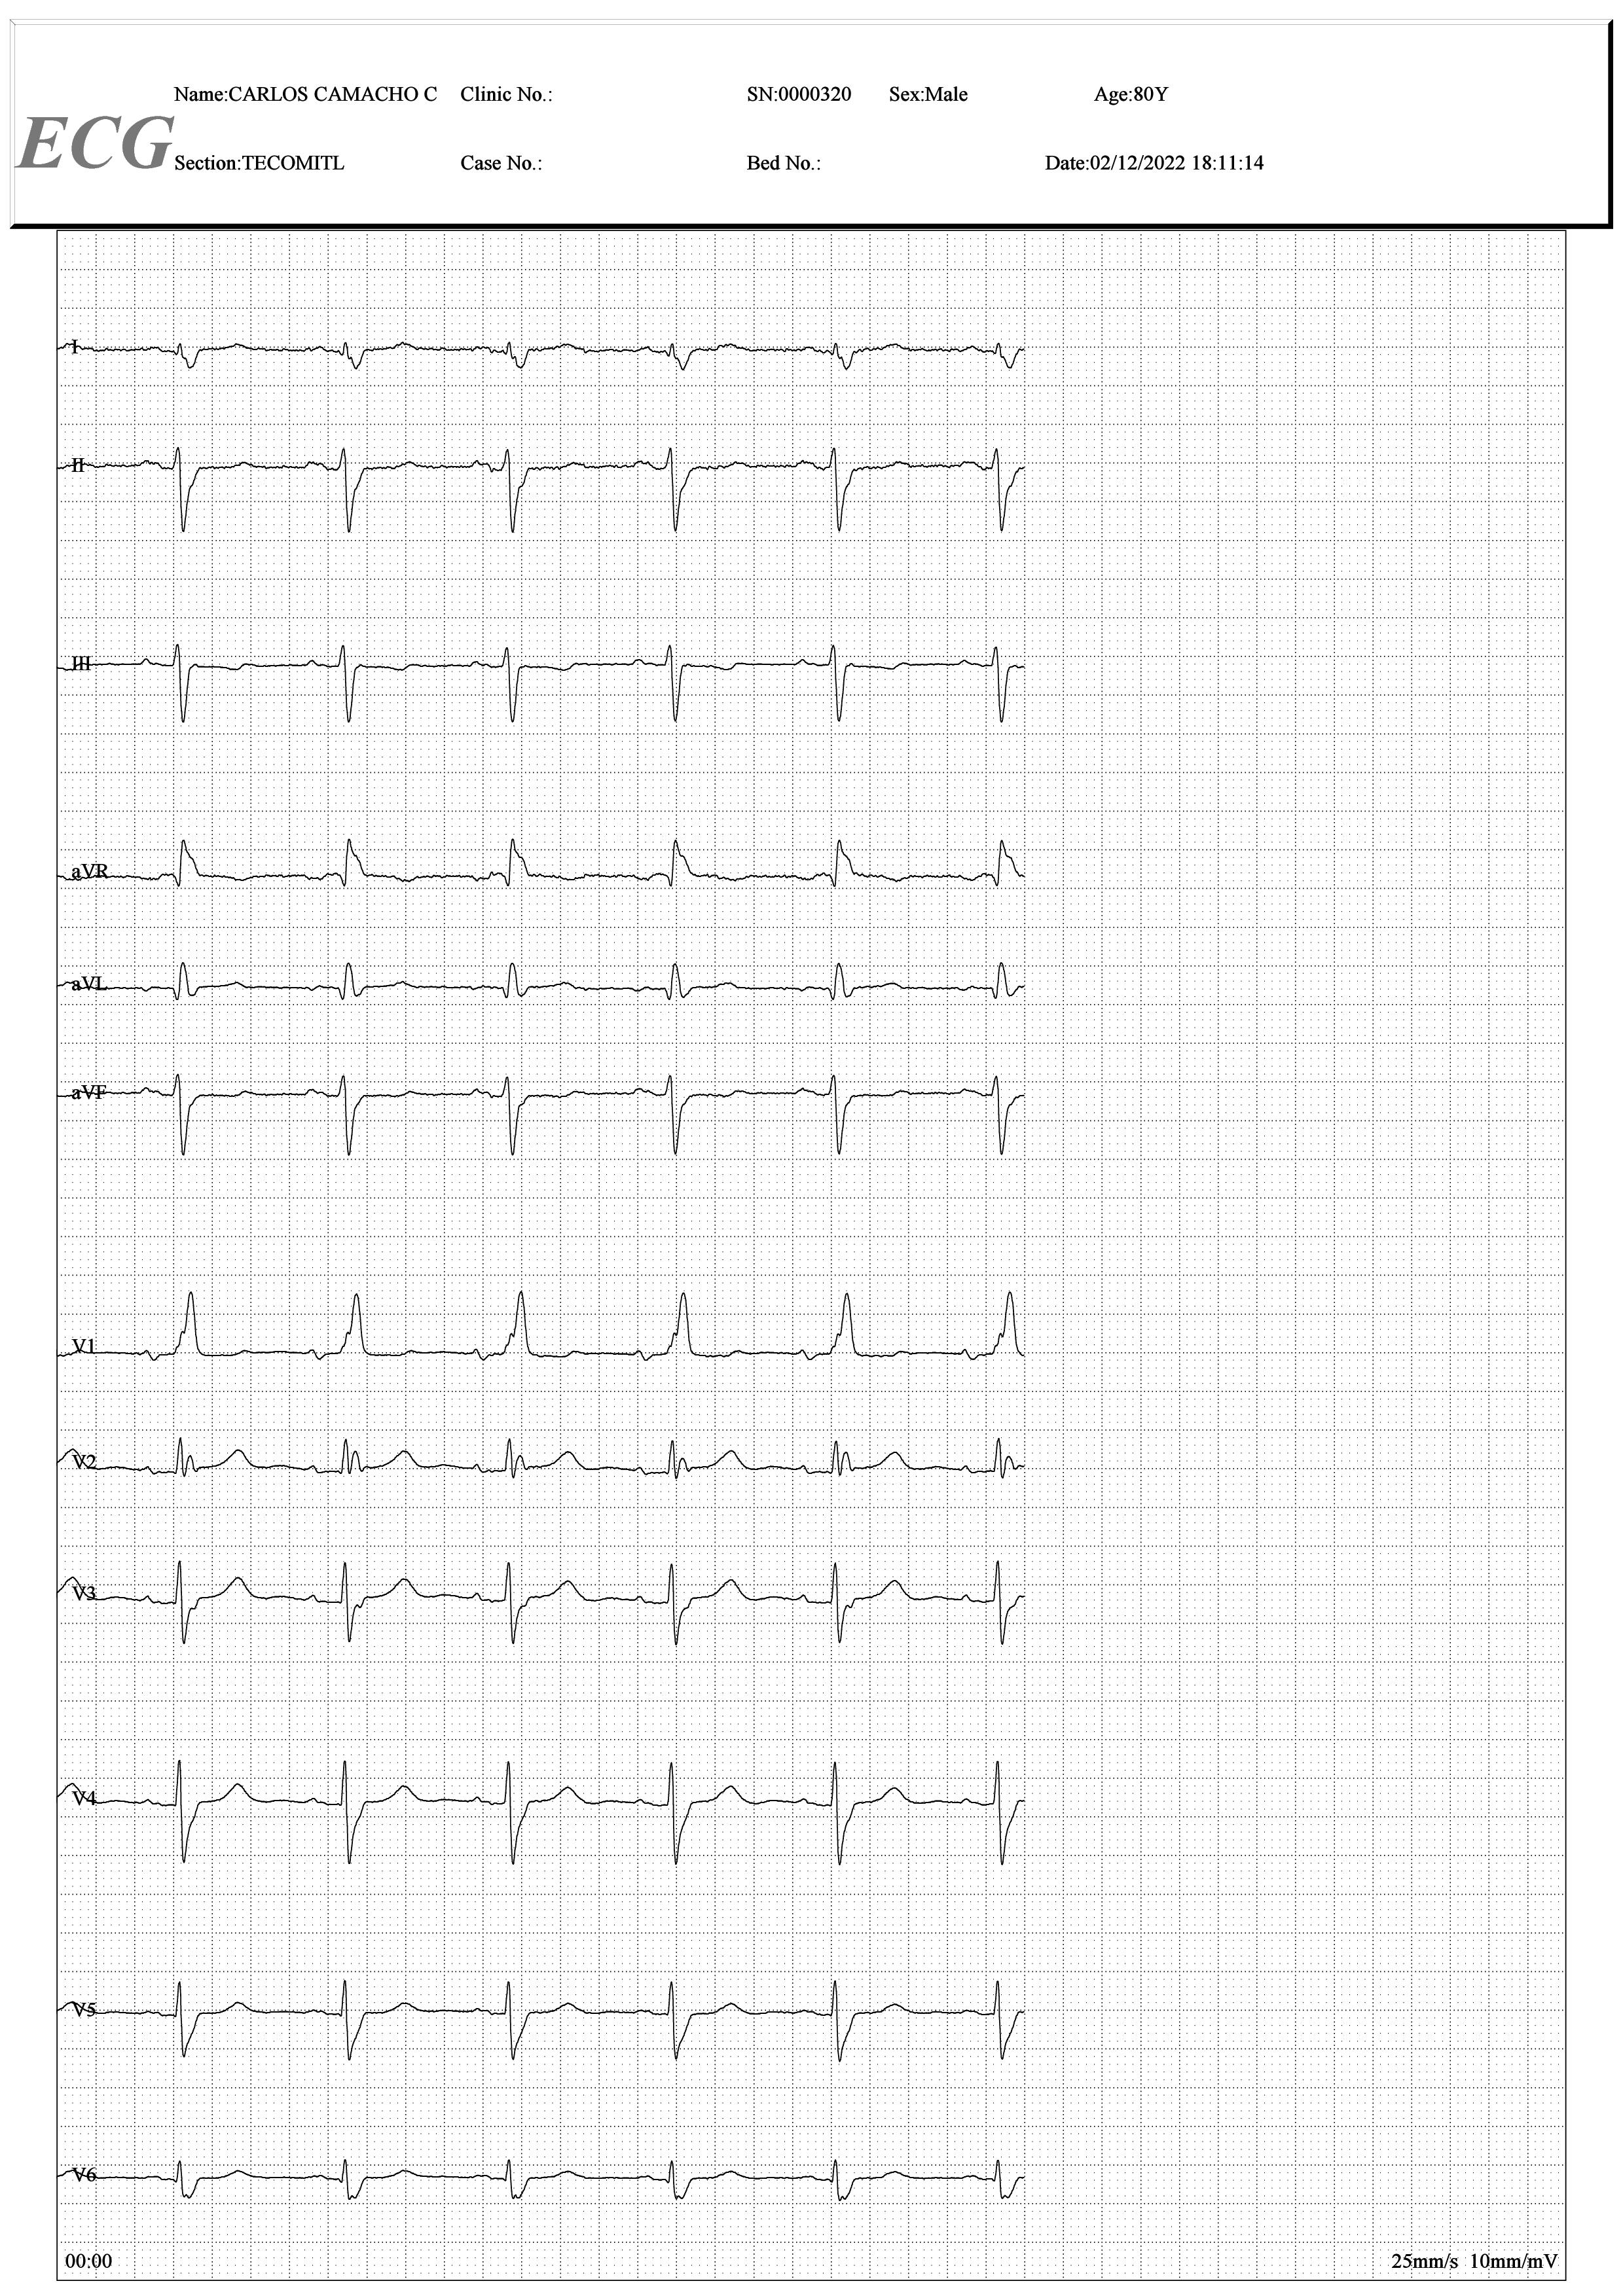 Name:CARLOS CAMACHO C Clinic No.: SN:0000320 Sex:Male Age:80Y
ECG
Section:TECOMITL Case No.: Bed No.: Date:02/12/2022 18:11:14
I
II
III
aVR
aVL
aVF
V1
V2
V3
V4
V5
V6
00:00 25mm/s 10mm/mV